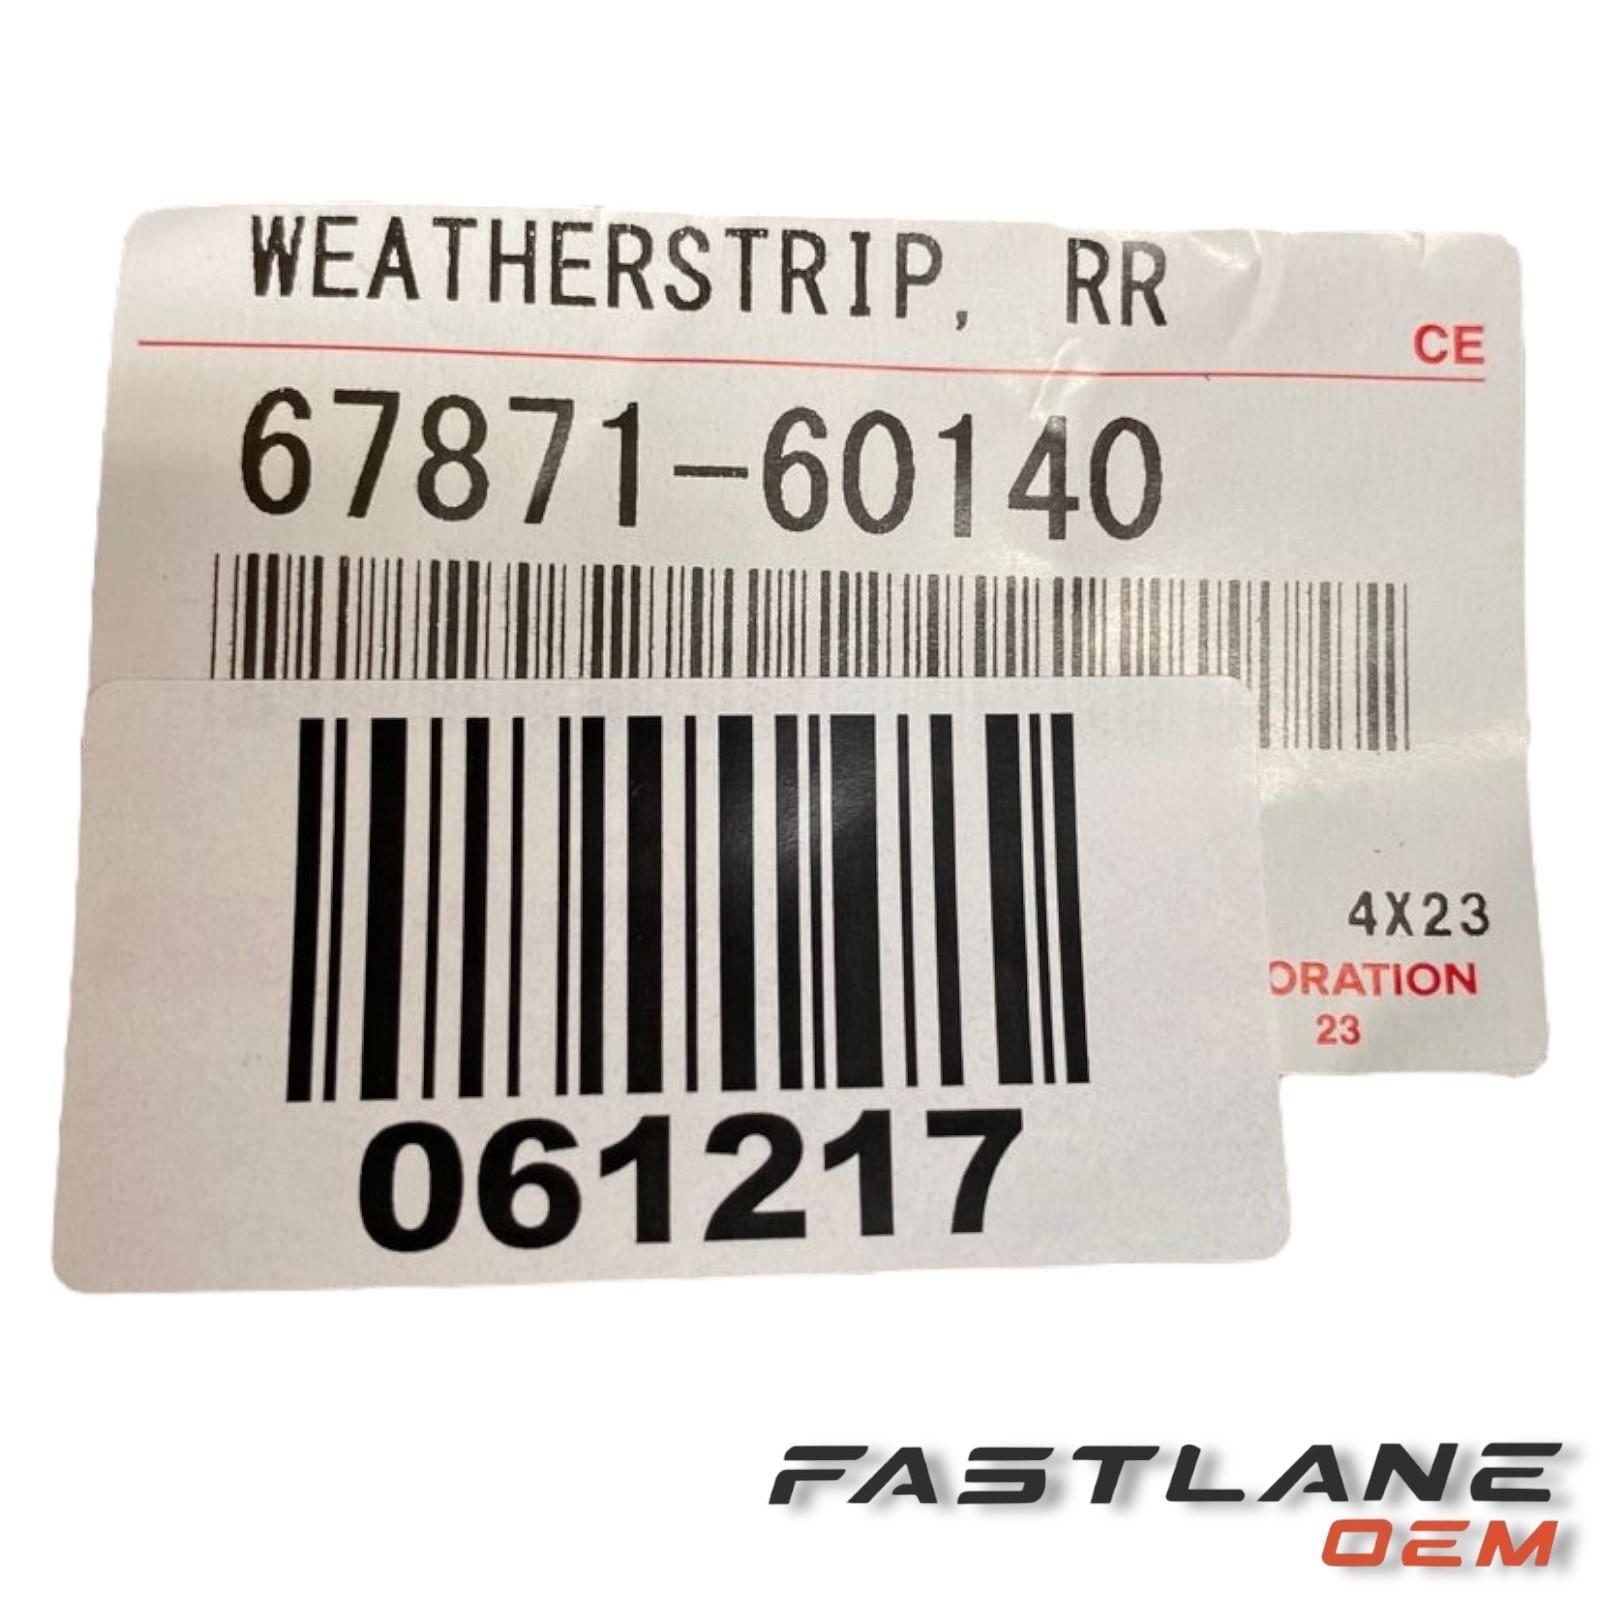 WEATHERSTRIP, RR
CE
67871-60140
4X23
ORATION
23
061217
FASTLANE
OEM